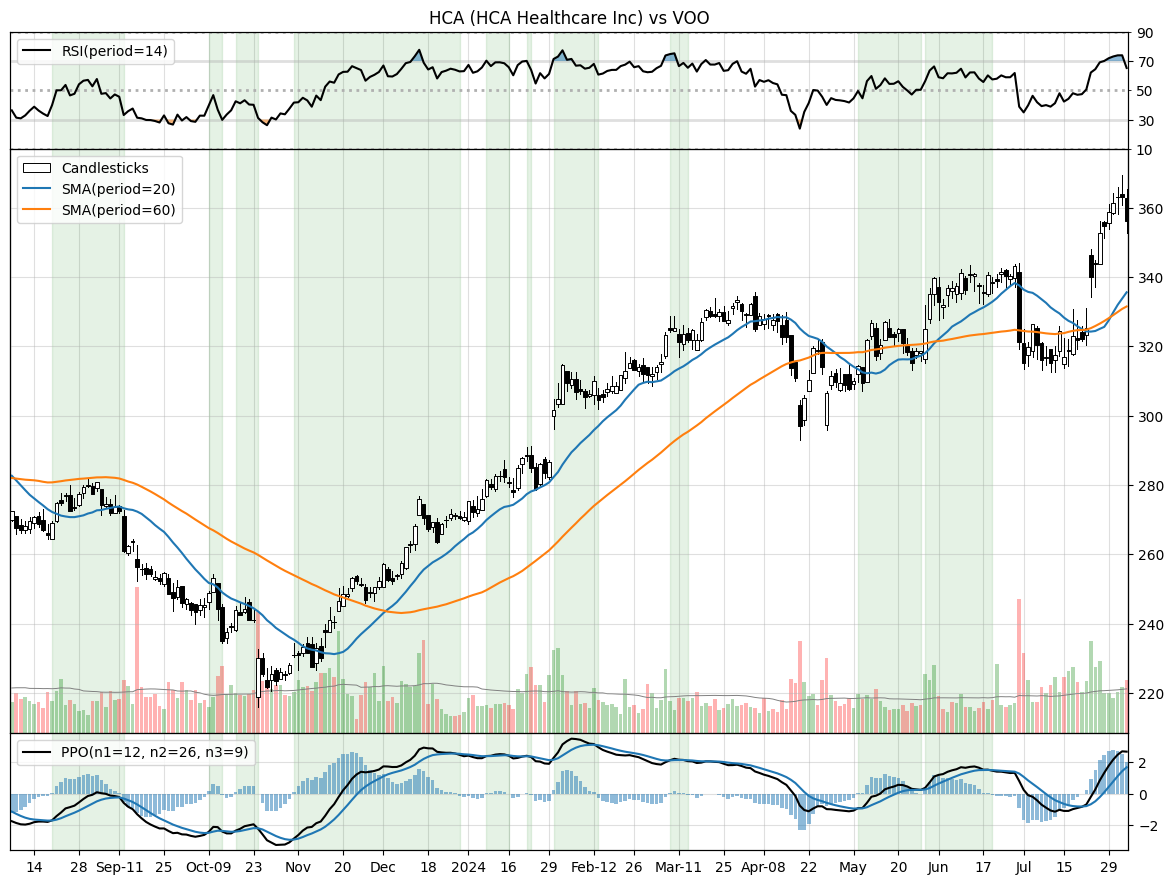 HCA (HCA Healthcare Inc) vs VOO
RSI(period=14)
90
70
50
30
10
Candlesticks
SMA(period=20)
SMA(period=60)
360
340
320
300
280
260
240
220
PPO(n1=12, n2=26, n3=9)
2
0
−2
14 28 Sep-11 25 Oct-09 23 Nov 20 Dec 18 2024 16 29 Feb-12 26 Mar-11 25 Apr-08 22 May 20 Jun 17 Jul 15 29